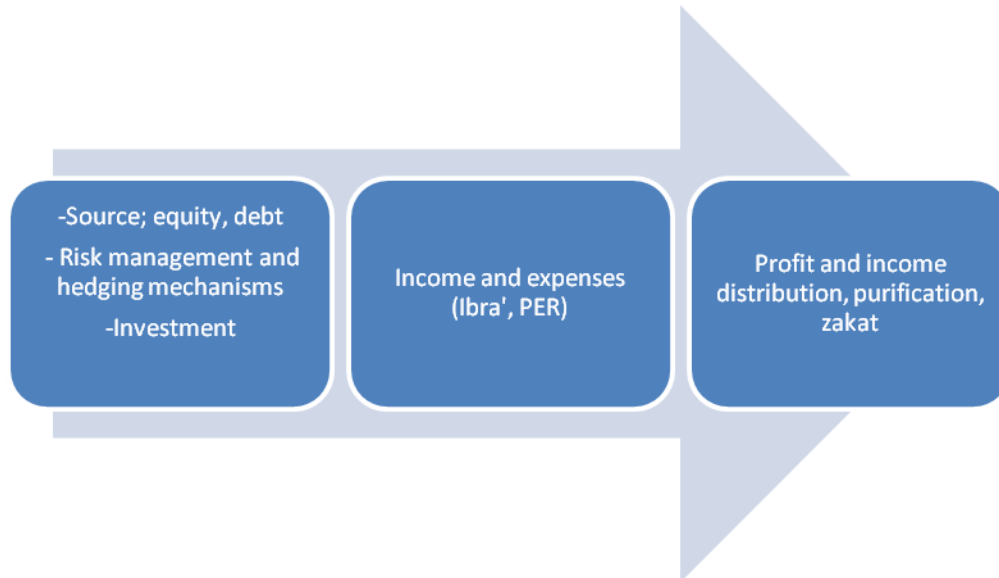 -Source; equity, debt
- Risk management and
hedging mechanisms
-Investment
Income and expenses
(Ibra', PER)
Profit and income
distribution, purification,
zakat